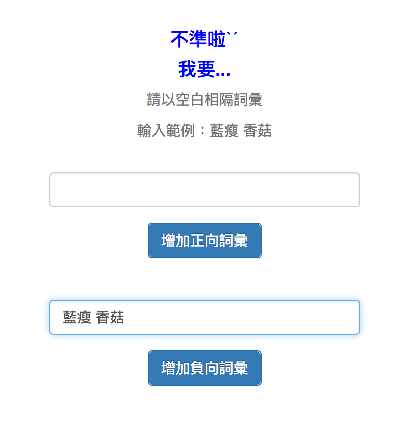 不準啦``
我要...
請以空白相隔詞彙
輸入範例：藍瘦 香菇
增加正向詞彙
藍瘦 香菇
增加負向詞彙